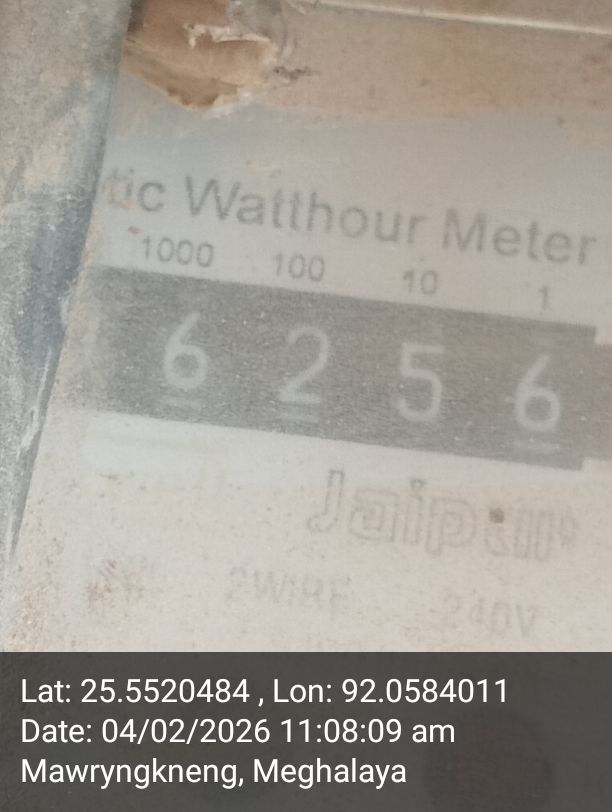 tic Watthour Meter
1000 100 10 1
6 2 5 6
Jaipur
2WIRE 240V
Lat: 25.5520484 , Lon: 92.0584011
Date: 04/02/2026 11:08:09 am
Mawryngkneng, Meghalaya